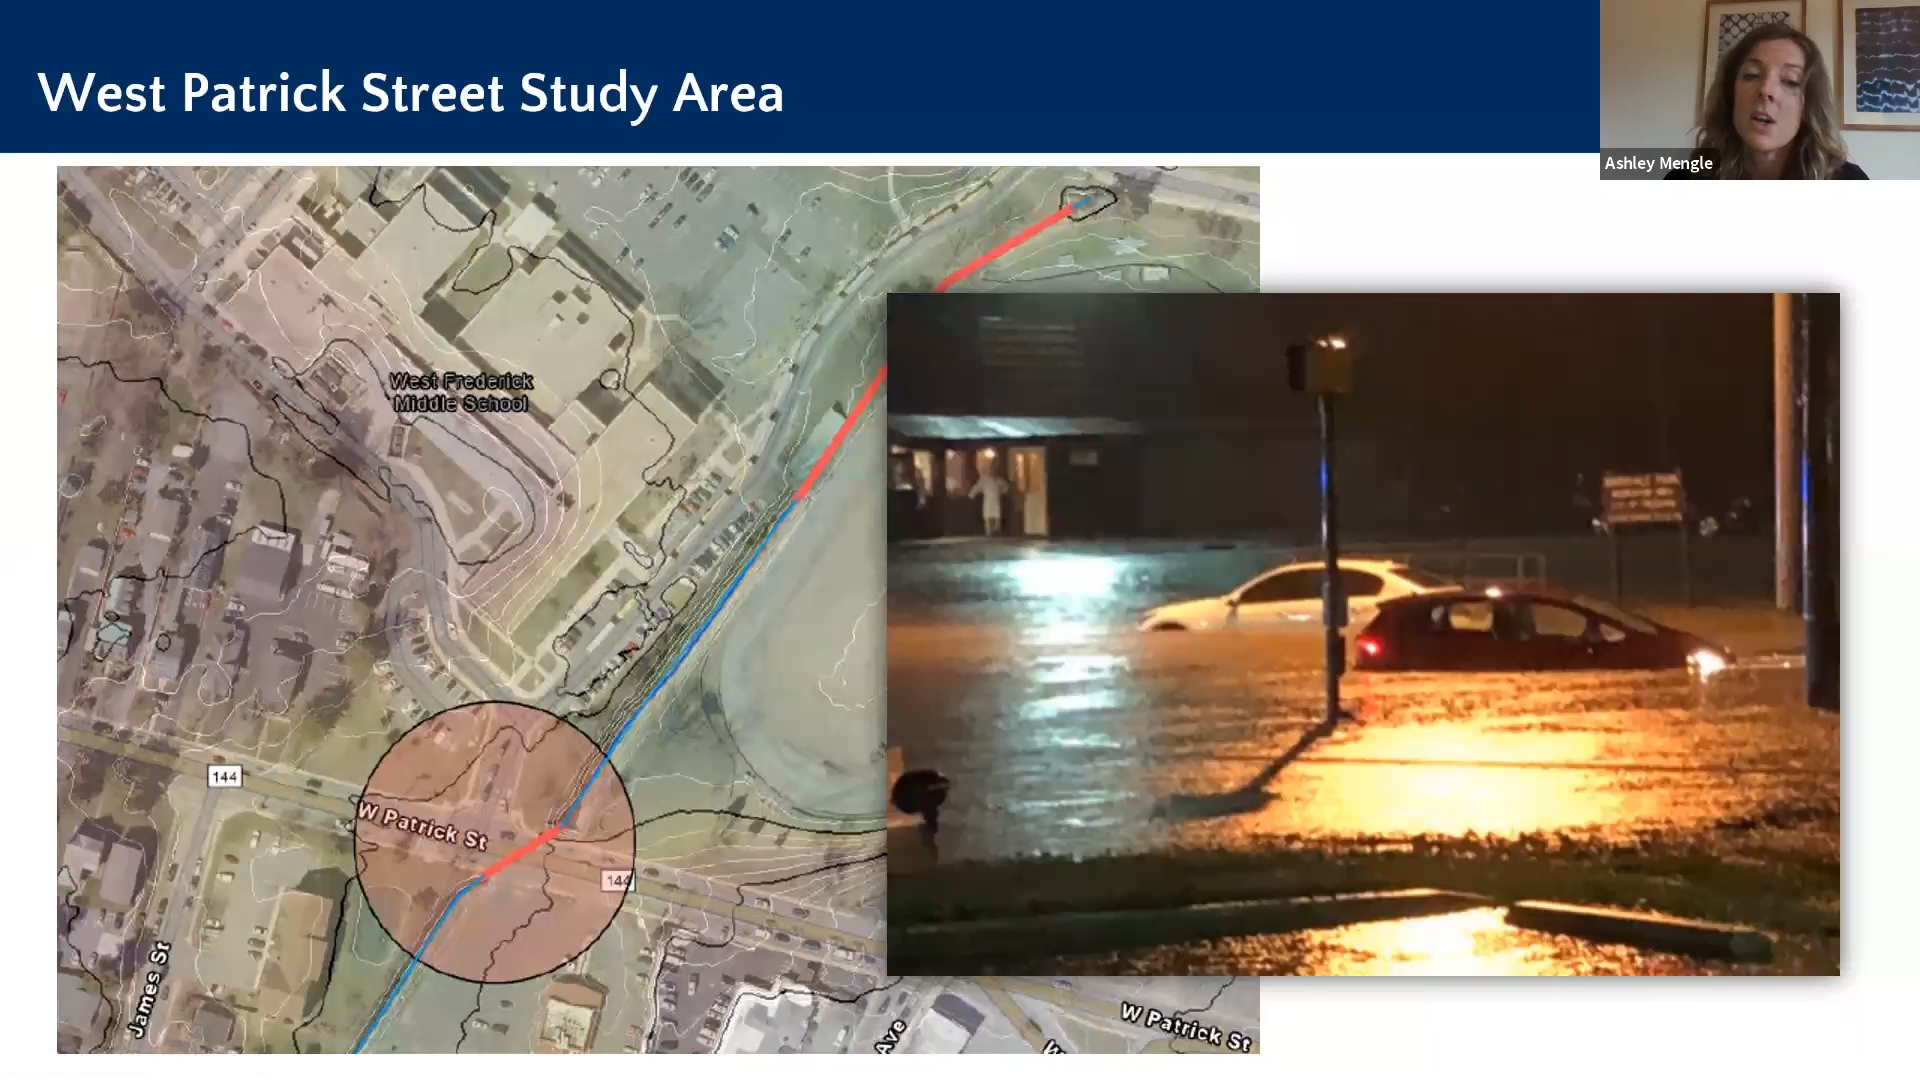 West Patrick Street Study Area
Ashley Mengle
West Frederick
Middle School
144
W Patrick St
144
James St
Ave
W Patrick St